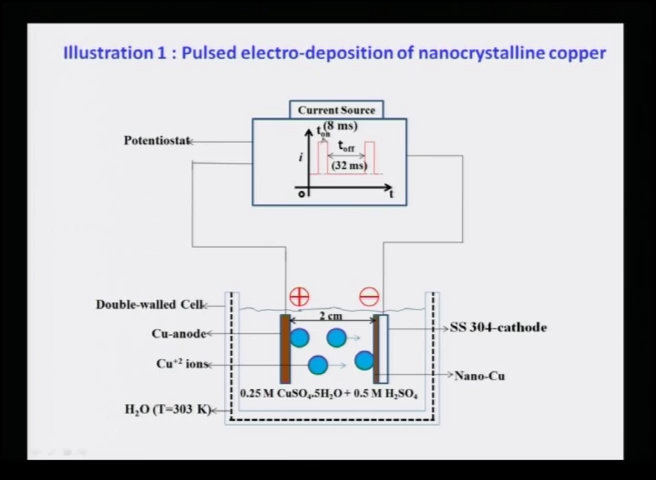 Illustration 1 : Pulsed electro-deposition of nanocrystalline copper
Current Source
t_on(8 ms)
Potentiostat
t_off
i
(32 ms)
o
t
Double-walled Cell
2 cm
Cu-anode
SS 304-cathode
Cu⁺² ions
Nano-Cu
0.25 M CuSO₄.5H₂O + 0.5 M H₂SO₄
H₂O (T=303 K)